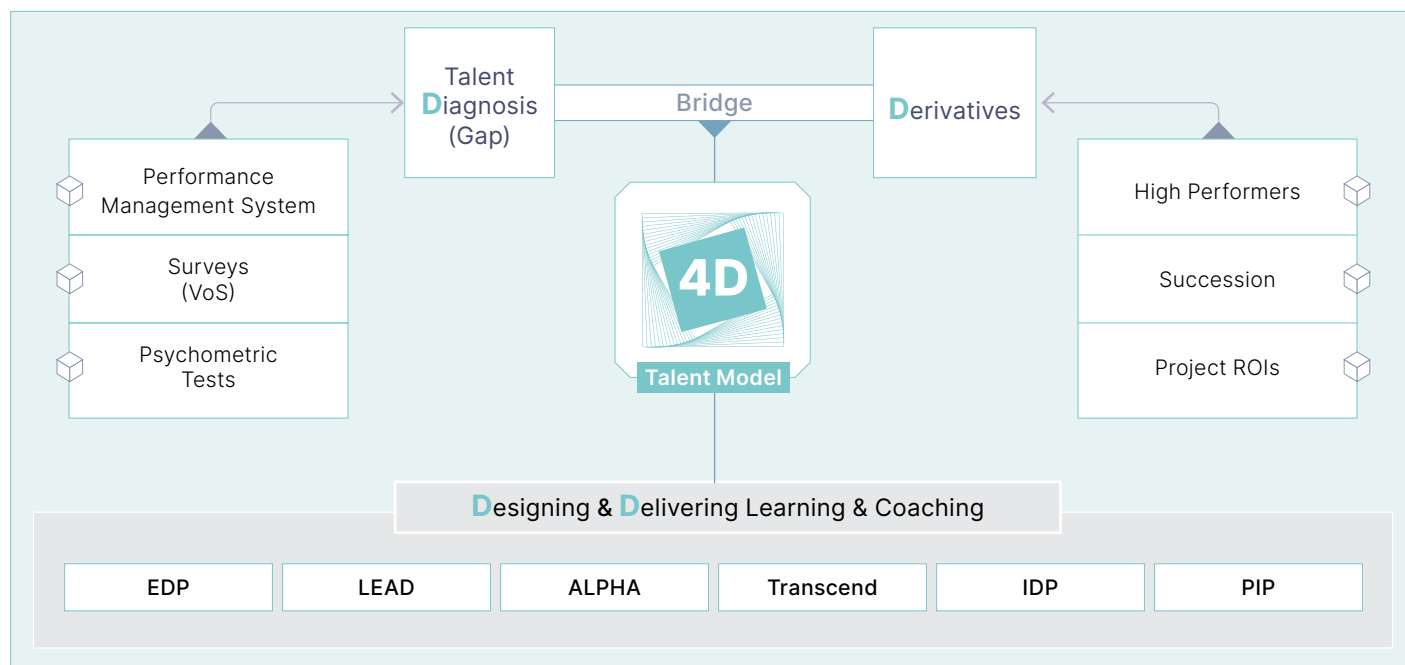 Talent
Diagnosis
(Gap)
Bridge
Derivatives
Performance
Management System
Surveys
(VoS)
Psychometric
Tests
4D
Talent Model
High Performers
Succession
Project ROIs
Designing & Delivering Learning & Coaching
EDP
LEAD
ALPHA
Transcend
IDP
PIP